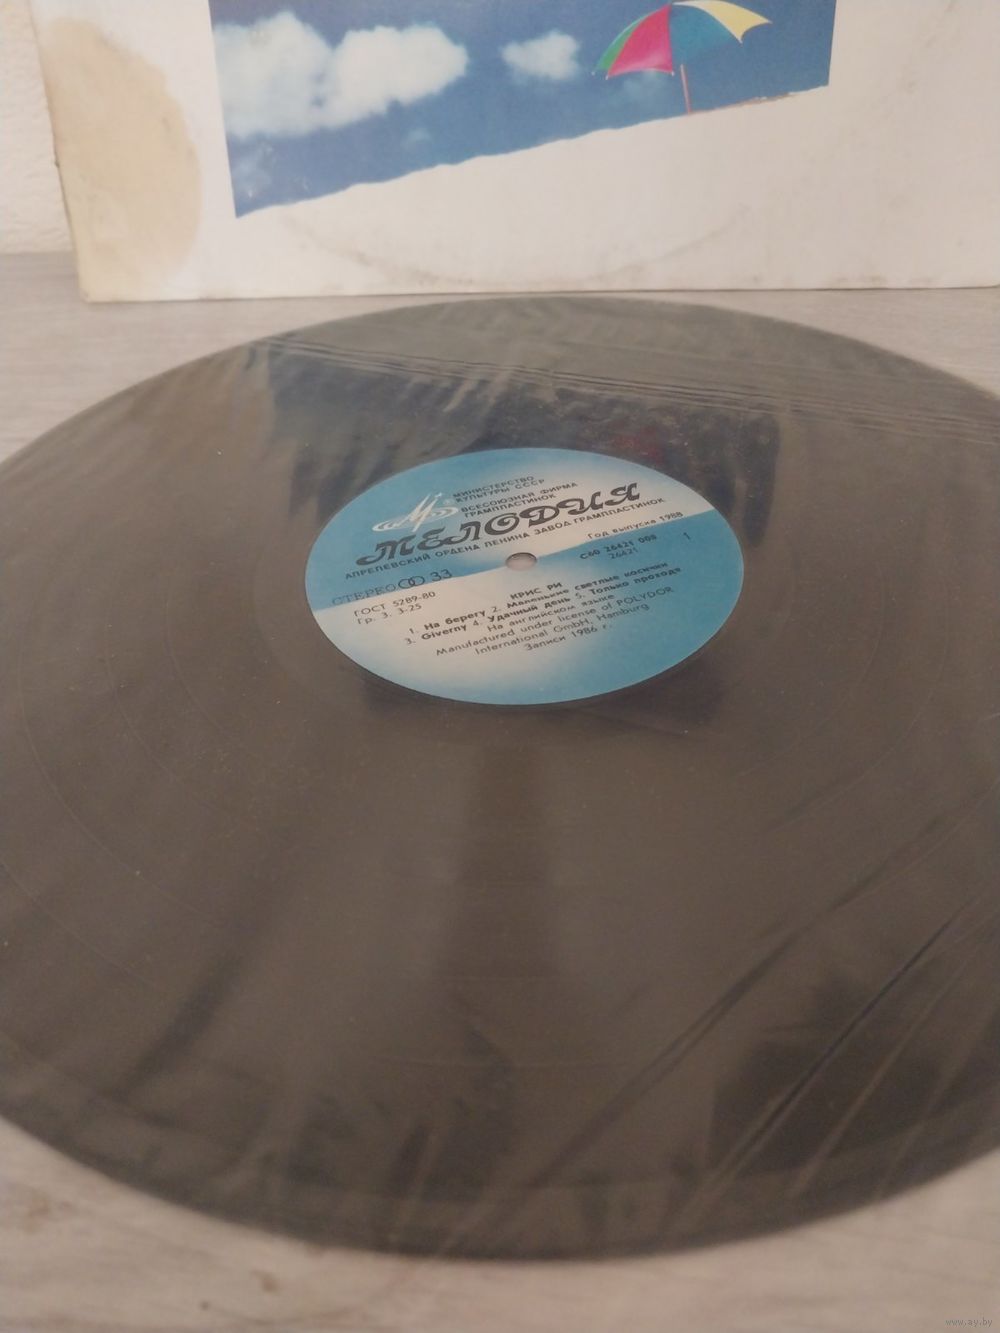 МИНИСТЕРСТВО
КУЛЬТУРЫ СССР
ВСЕСОЮЗНАЯ ФИРМА
ГРАМПЛАСТИНОК
МЕЛОДИЯ
АПРЕЛЕВСКИЙ ОРДЕНА ЛЕНИНА ЗАВОД ГРАМПЛАСТИНОК
СТЕРЕО 33
ГОСТ 5289-80
Гр. 3. 3-25
Год выпуска 1988
С60 26421 008
26421
1
КРИС РИ
1. На берегу 2. Маленькие светлые косички
3. Giverny 4. Удачный день 5. Только проходя
На английском языке
Manufactured under license of POLYDOR
International GmbH, Hamburg
Записи 1986 г.
www.ay.by